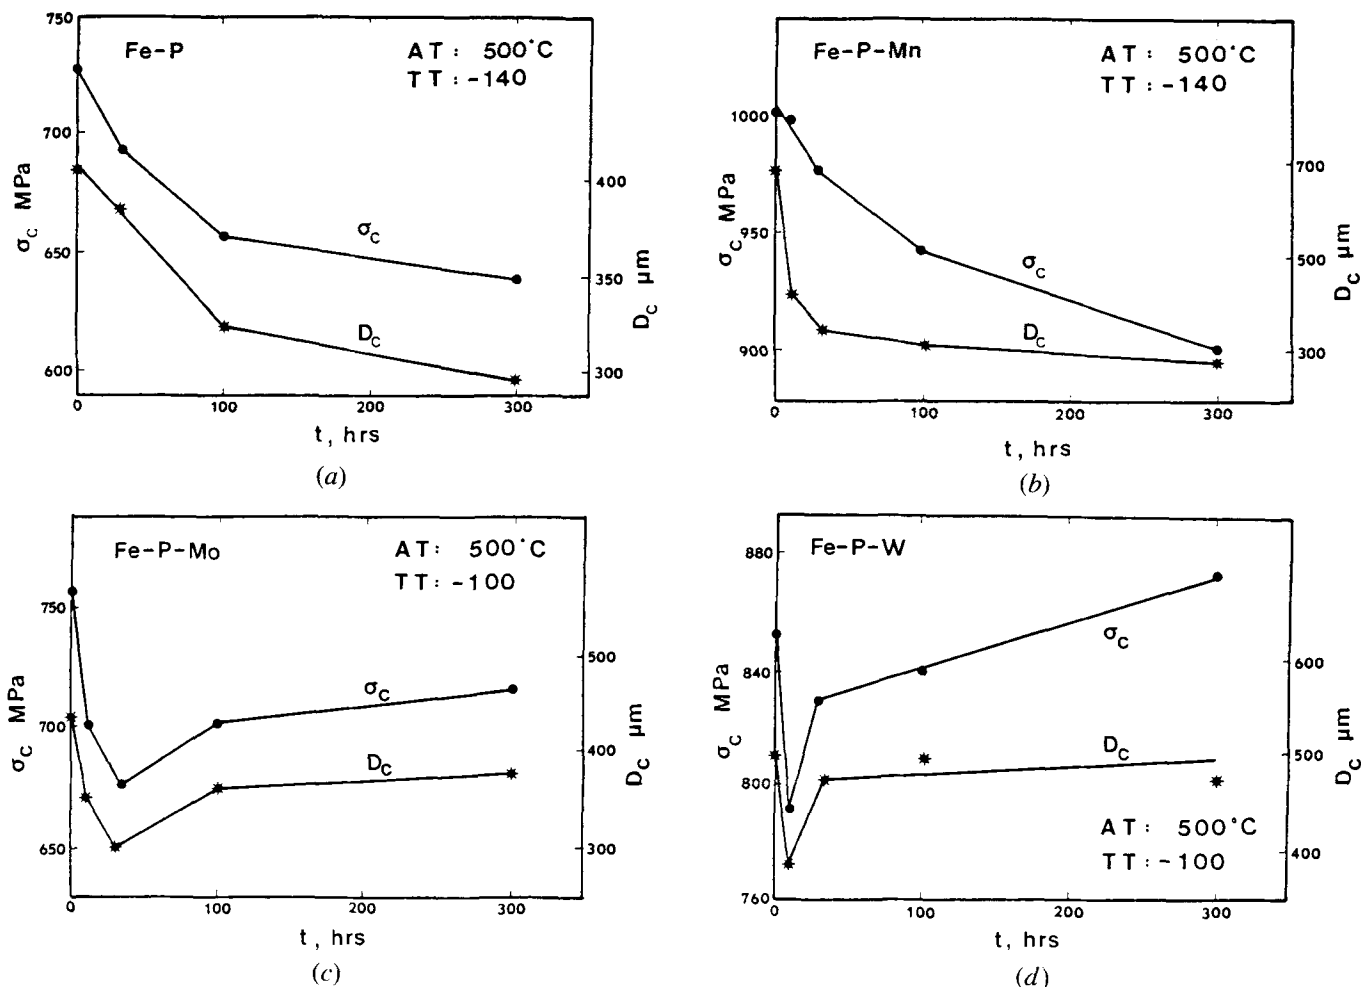 750
Fe-P
AT: 500°C
TT: -140
700
650
600
σc MPa
400
350
300
Dc μm
σc
Dc
0 100 200 300
t, hrs
(a)
Fe-P-Mn
AT: 500°C
TT: -140
1000
950
900
σc MPa
700
500
300
Dc μm
σc
Dc
0 100 200 300
t, hrs
(b)
Fe-P-Mo
AT: 500°C
TT: -100
750
700
650
σc MPa
500
400
300
Dc μm
σc
Dc
0 100 200 300
t, hrs
(c)
880
Fe-P-W
840
800
760
σc MPa
600
500
400
Dc μm
σc
Dc
AT: 500°C
TT: -100
0 100 200 300
t, hrs
(d)